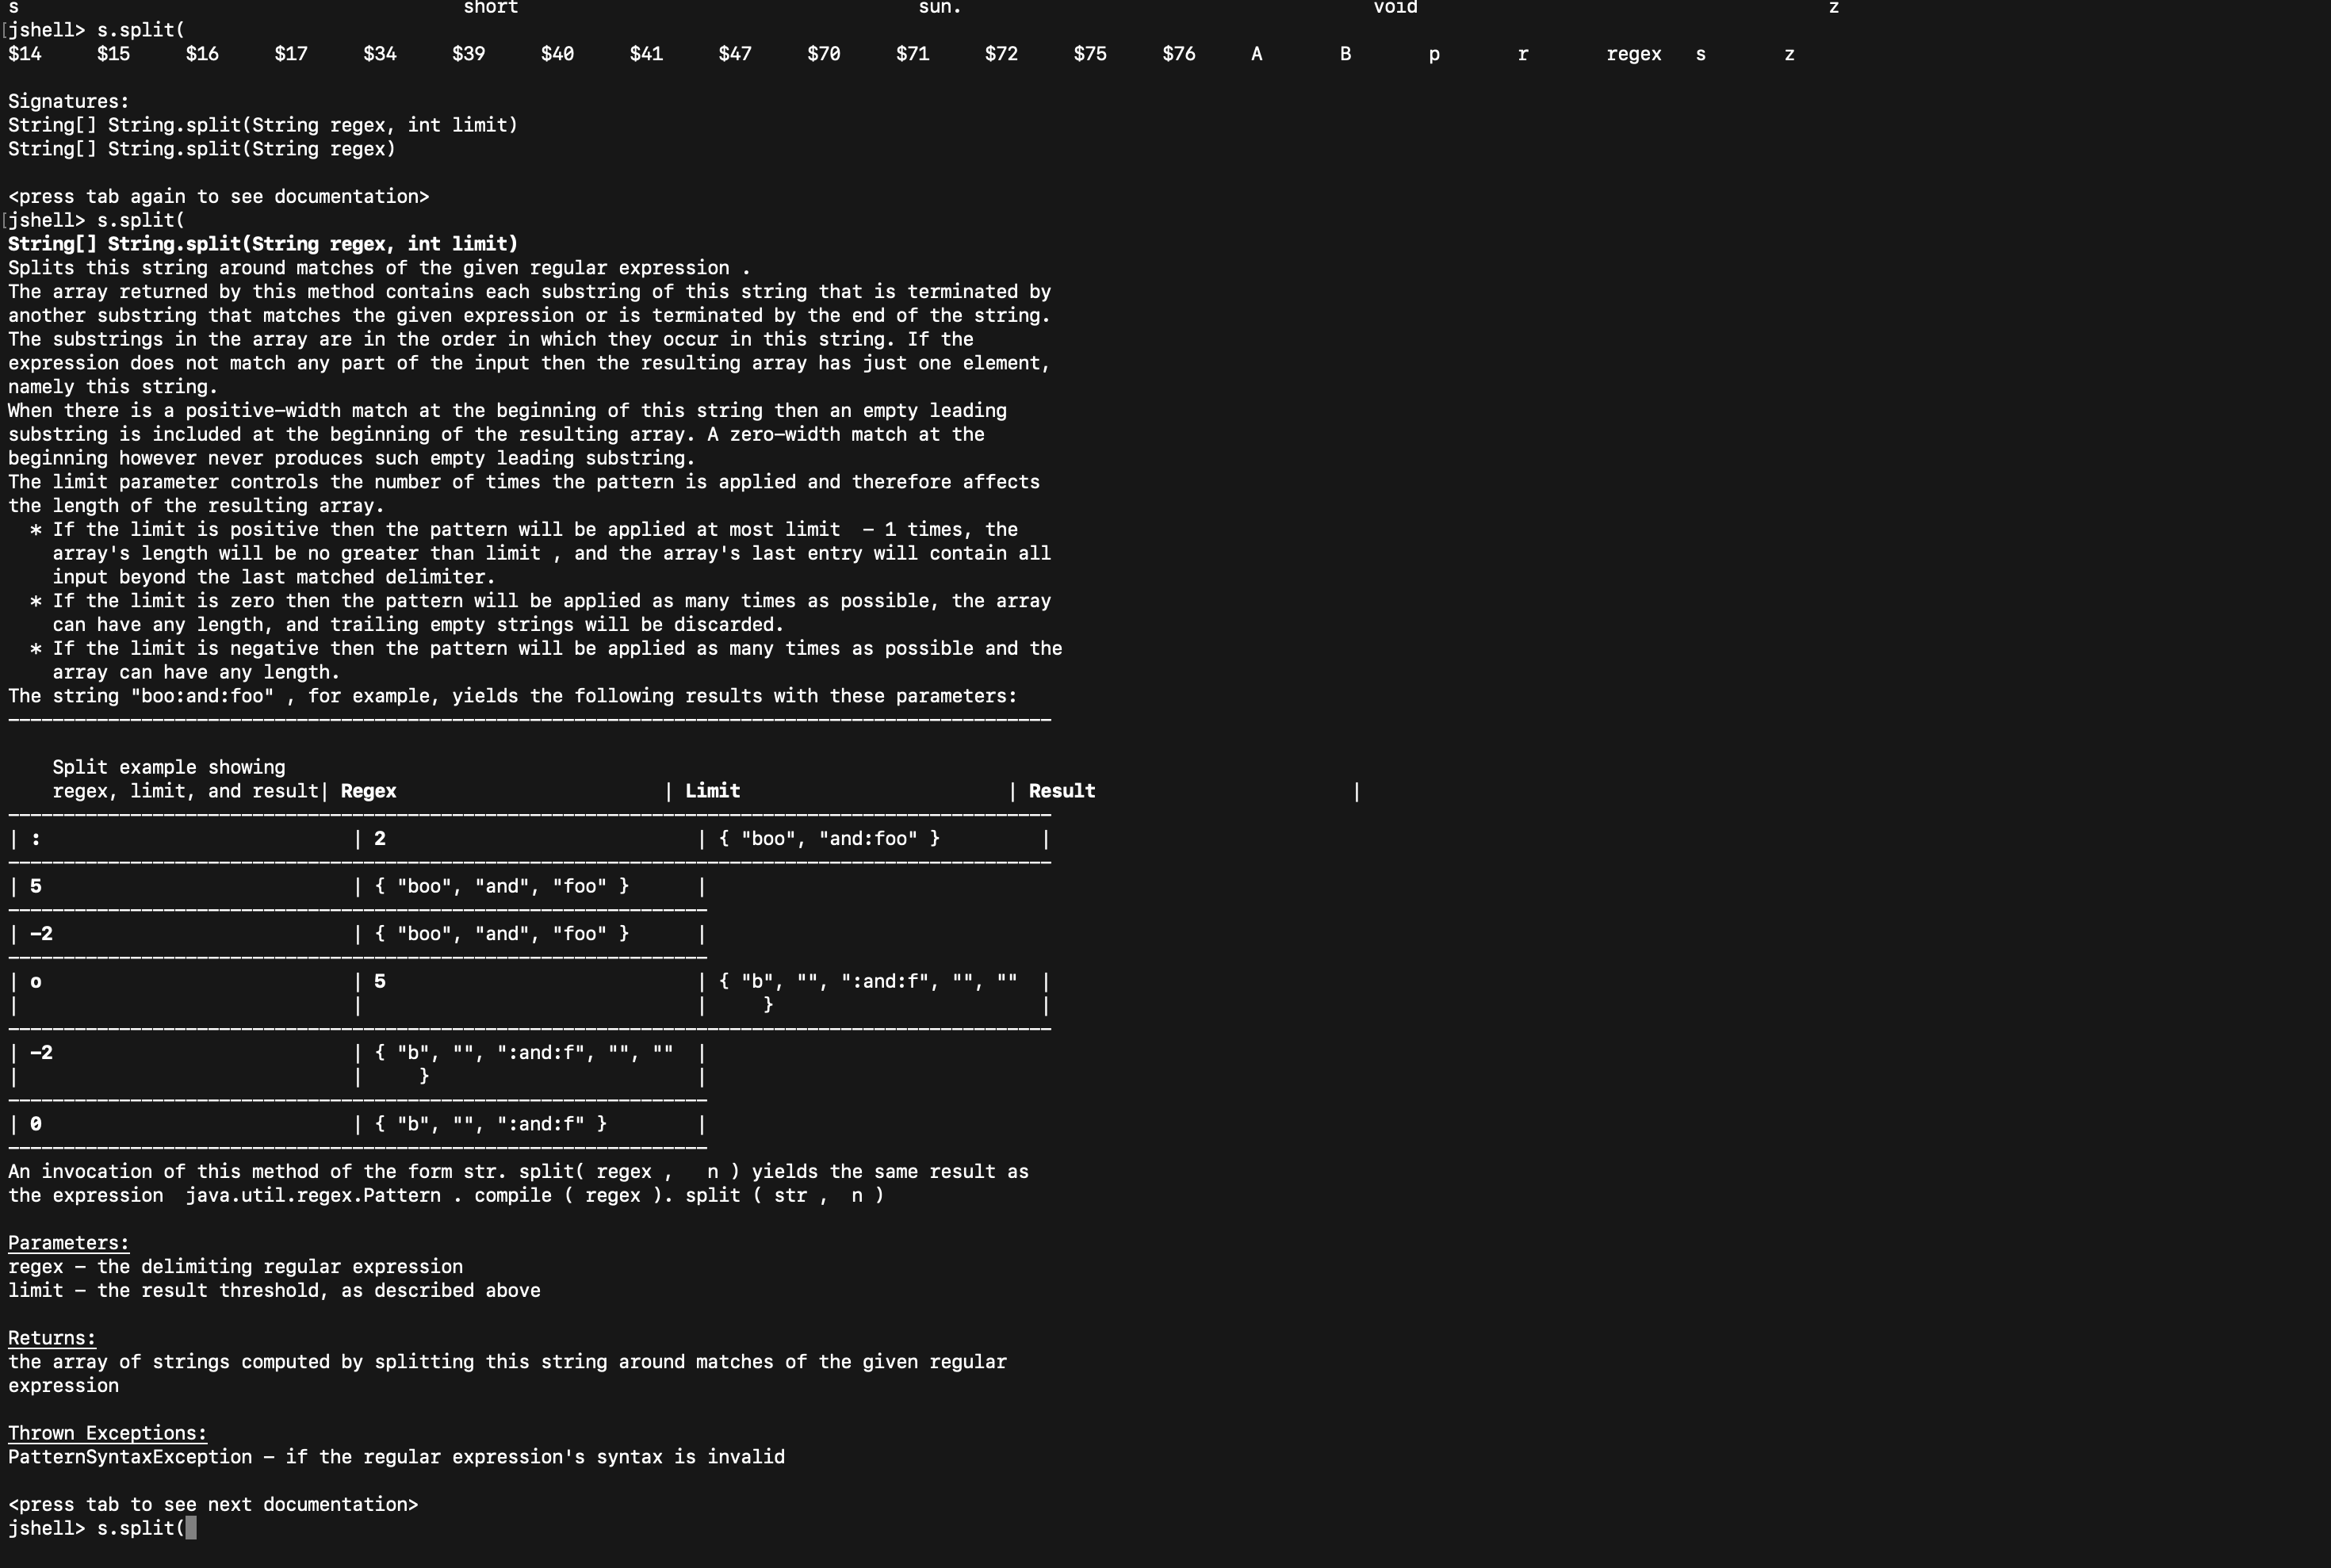 s short sun. void z
jshell> s.split(
$14 $15 $16 $17 $34 $39 $40 $41 $47 $70 $71 $72 $75 $76 A B p r regex s z
Signatures:
String[] String.split(String regex, int limit)
String[] String.split(String regex)
<press tab again to see documentation>
jshell> s.split(
String[] String.split(String regex, int limit)
Splits this string around matches of the given regular expression .
The array returned by this method contains each substring of this string that is terminated by
another substring that matches the given expression or is terminated by the end of the string.
The substrings in the array are in the order in which they occur in this string. If the
expression does not match any part of the input then the resulting array has just one element,
namely this string.
When there is a positive-width match at the beginning of this string then an empty leading
substring is included at the beginning of the resulting array. A zero-width match at the
beginning however never produces such empty leading substring.
The limit parameter controls the number of times the pattern is applied and therefore affects
the length of the resulting array.
* If the limit is positive then the pattern will be applied at most limit  - 1 times, the
array's length will be no greater than limit , and the array's last entry will contain all
input beyond the last matched delimiter.
* If the limit is zero then the pattern will be applied as many times as possible, the array
can have any length, and trailing empty strings will be discarded.
* If the limit is negative then the pattern will be applied as many times as possible and the
array can have any length.
The string "boo:and:foo" , for example, yields the following results with these parameters:
Split example showing
regex, limit, and result| Regex | Limit | Result |
| : | 2 | { "boo", "and:foo" } |
| 5 | { "boo", "and", "foo" } |
| -2 | { "boo", "and", "foo" } |
| o | 5 | { "b", "", ":and:f", "", "" |
| | | } |
| -2 | { "b", "", ":and:f", "", "" |
| | } |
| 0 | { "b", "", ":and:f" } |
An invocation of this method of the form str. split( regex ,   n ) yields the same result as
the expression  java.util.regex.Pattern . compile ( regex ). split ( str ,  n )
Parameters:
regex - the delimiting regular expression
limit - the result threshold, as described above
Returns:
the array of strings computed by splitting this string around matches of the given regular
expression
Thrown Exceptions:
PatternSyntaxException - if the regular expression's syntax is invalid
<press tab to see next documentation>
jshell> s.split(